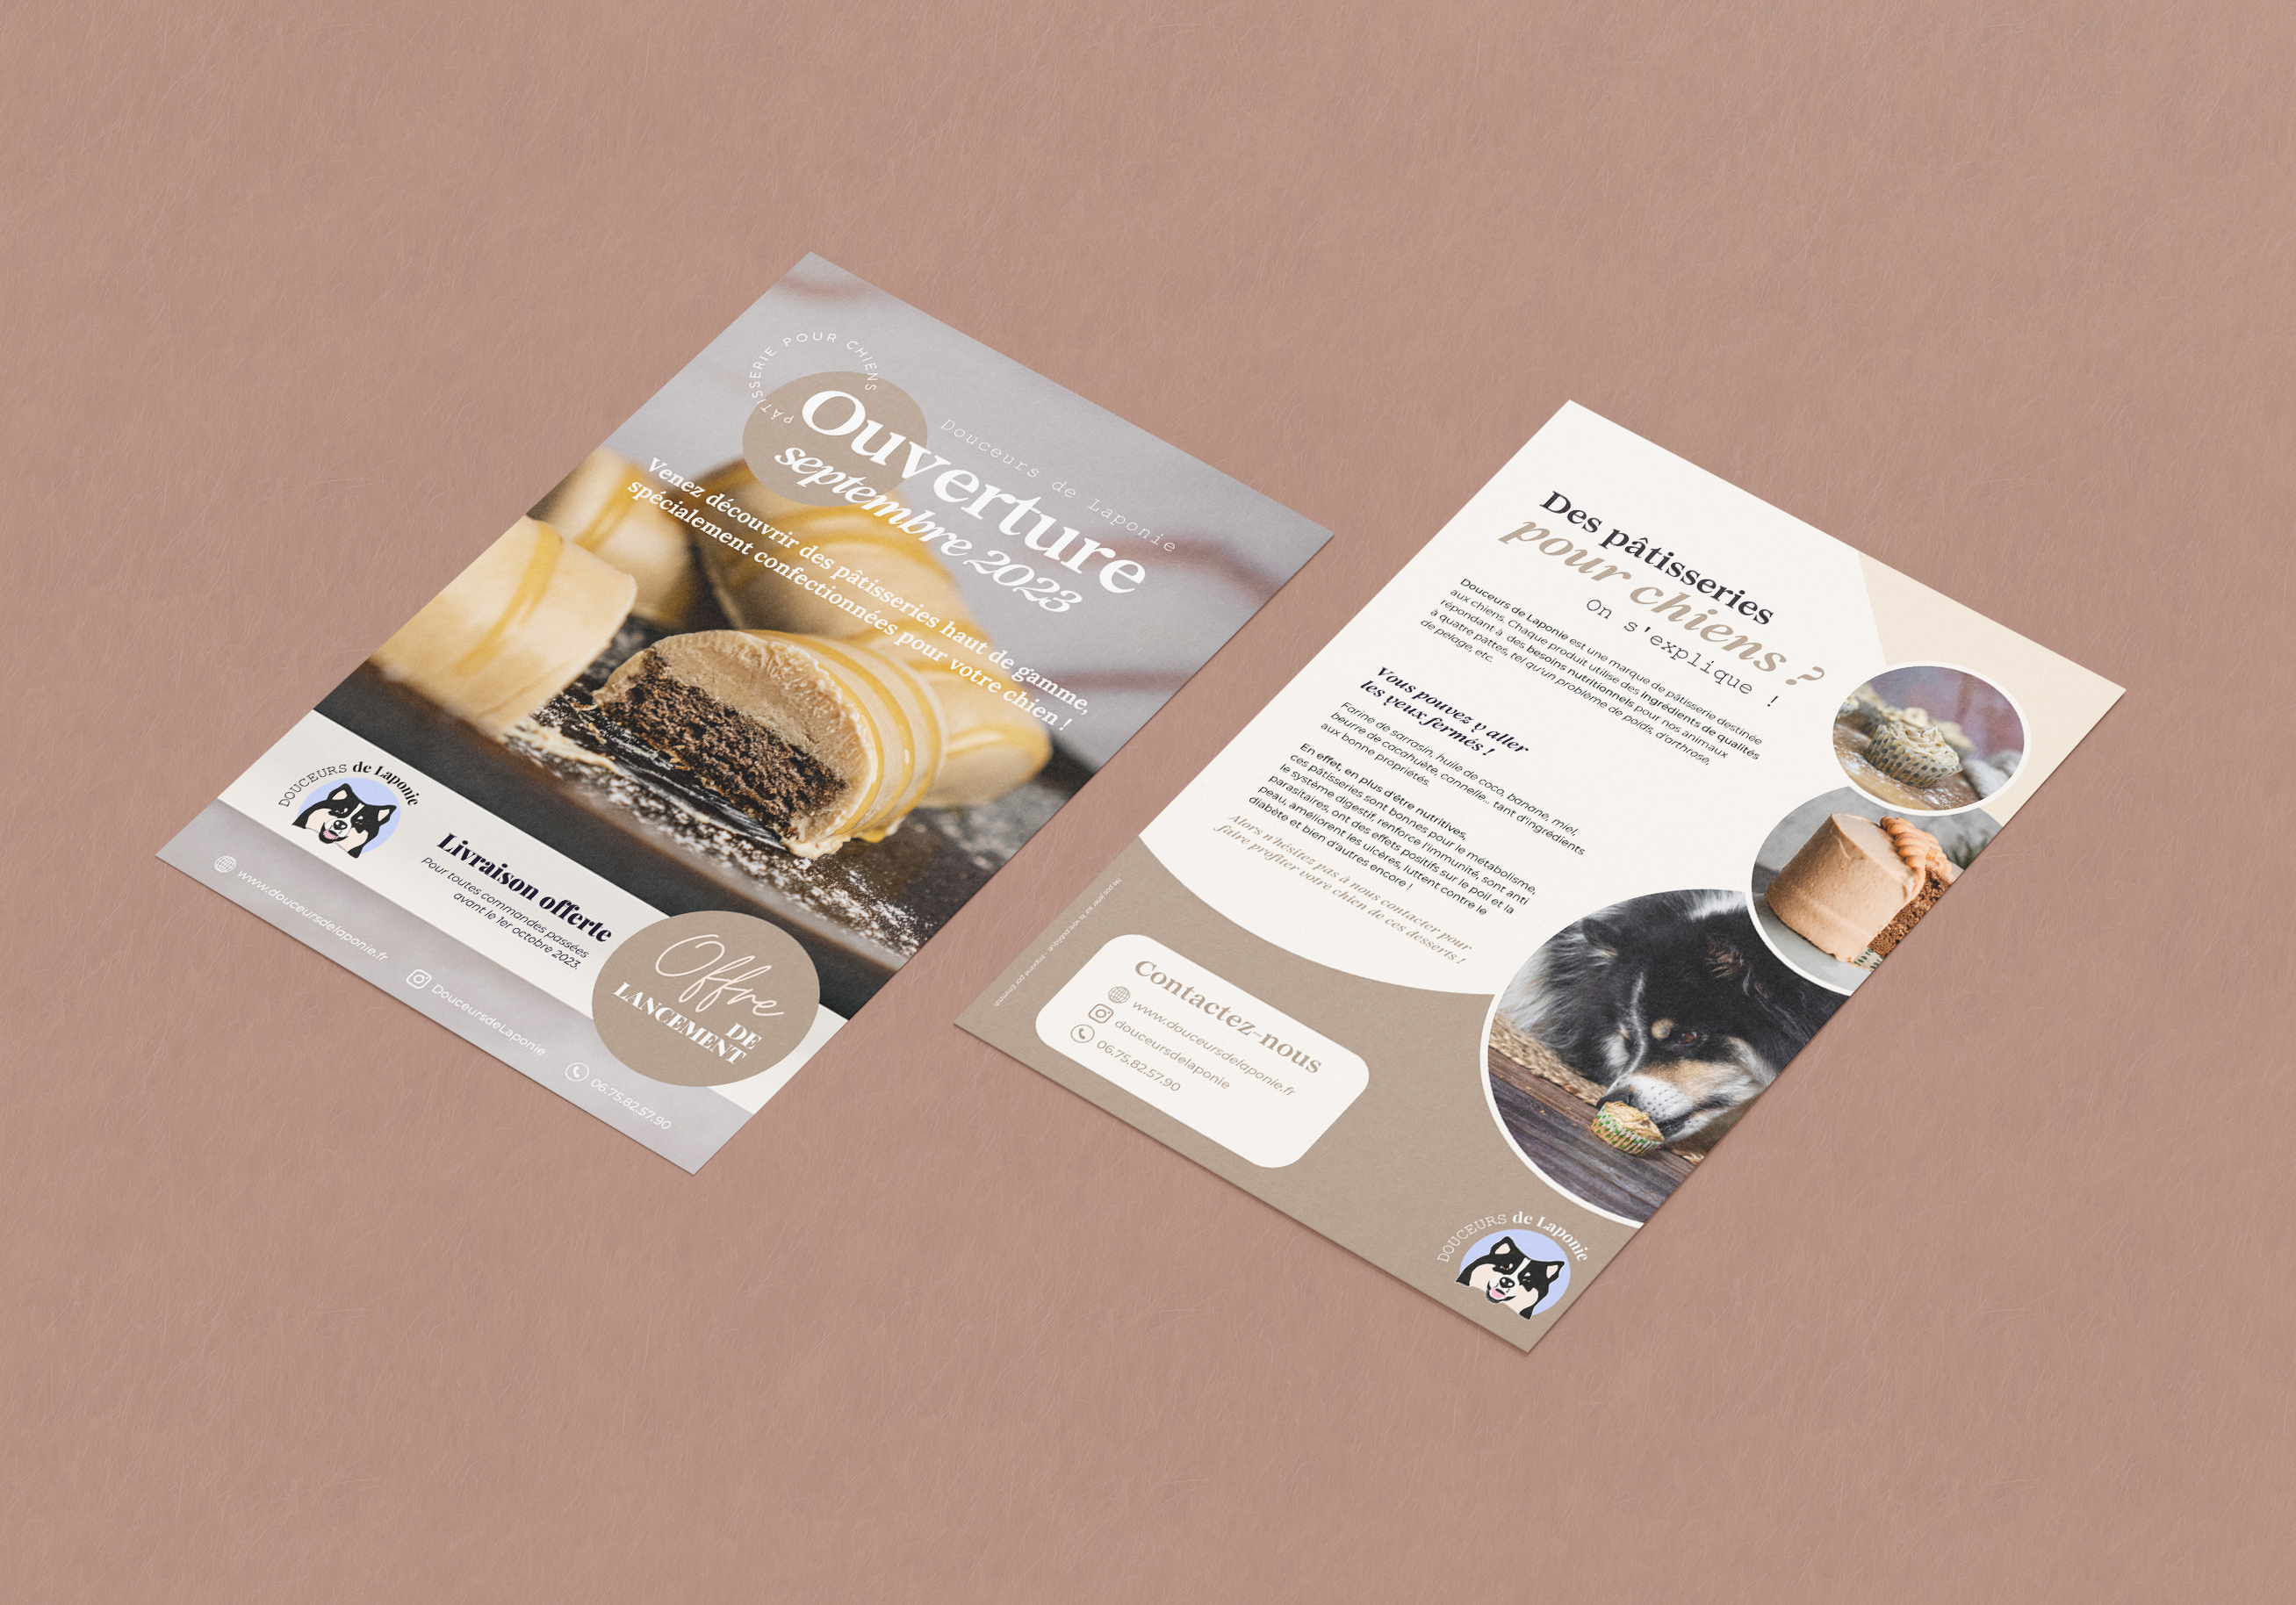 PÂTISSERIE POUR CHIENS
Douceurs de Laponie
Ouverture
septembre 2023
Venez découvrir des pâtisseries haut de gamme,
spécialement confectionnées pour votre chien !
DOUCEURS de Laponie
Livraison offerte
Pour toutes commandes passées
avant le 1er octobre 2023.
Offre
DE
LANCEMENT
www.douceursdelaponie.fr
DouceursdeLaponie
06.75.82.57.90
Des pâtisseries
pour chiens ?
On s'explique !
Douceurs de Laponie est une marque de pâtisserie destinée
aux chiens. Chaque produit utilise des ingrédients de qualités
répondant à des besoins nutritionnels pour nos animaux
à quatre pattes, tel qu'un problème de poids, d'arthrose,
de pelage, etc.
Vous pouvez y aller
les yeux fermés !
Farine de sarrasin, huile de coco, banane, miel,
beurre de cacahuète, cannelle... tant d'ingrédients
aux bonne propriétés.
En effet, en plus d'être nutritives,
ces pâtisseries sont bonnes pour le métabolisme,
le système digestif, renforce l'immunité, sont anti
parasitaires, ont des effets positifs sur le poil et la
peau, améliorent les ulcères, luttent contre le
diabète et bien d'autres encore !
Alors n'hésitez pas à nous contacter pour
faire profiter votre chien de ces desserts !
Contactez-nous
www.douceursdelaponie.fr
douceursdelaponie
06.75.82.57.90
DOUCEURS de Laponie